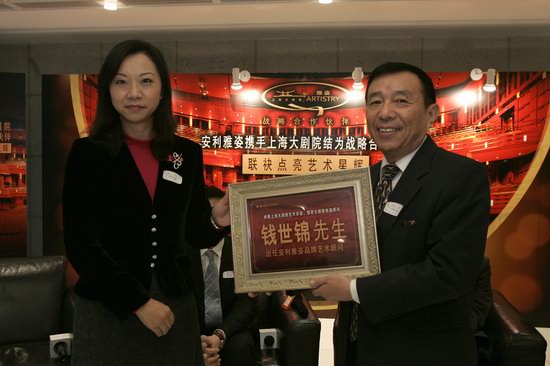 雅姿
ARTISTRY
战略合作伙伴
安利雅姿携手上海大剧院结为战略合
联袂点亮艺术星辉
钱世锦先生
出任安利雅姿品牌艺术顾问